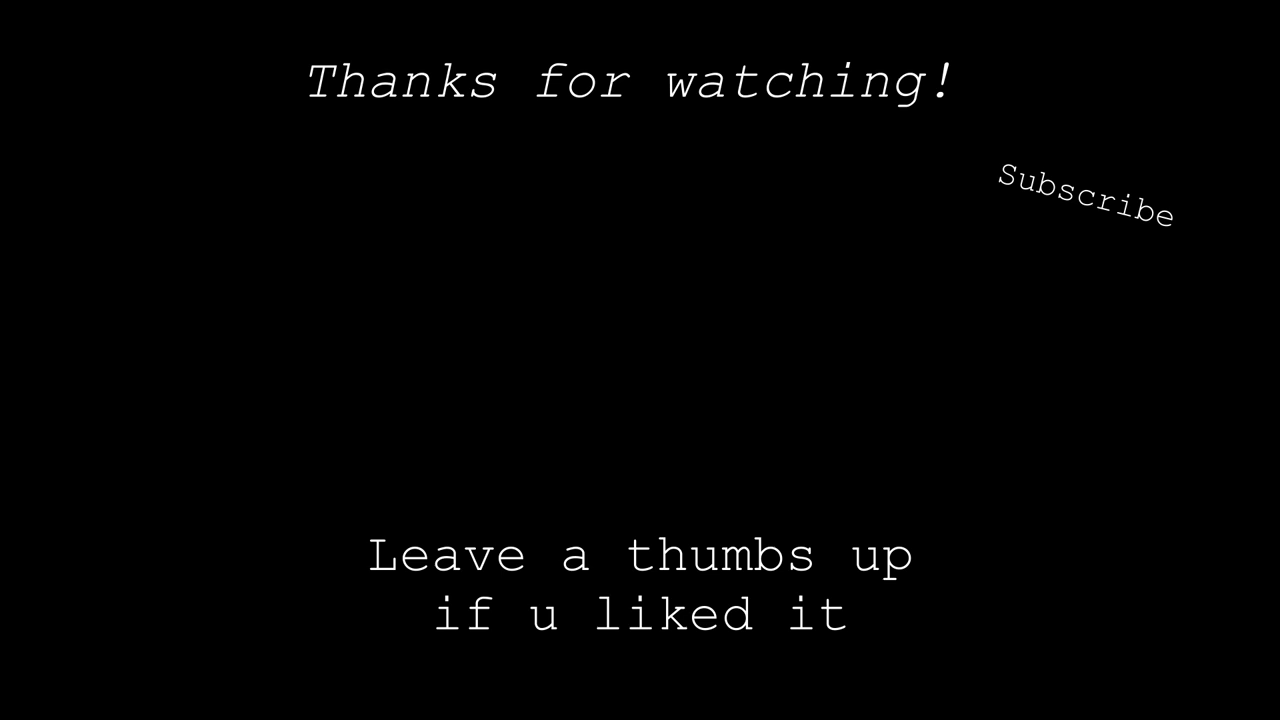 Thanks for watching!
Subscribe
Leave a thumbs up
if u liked it